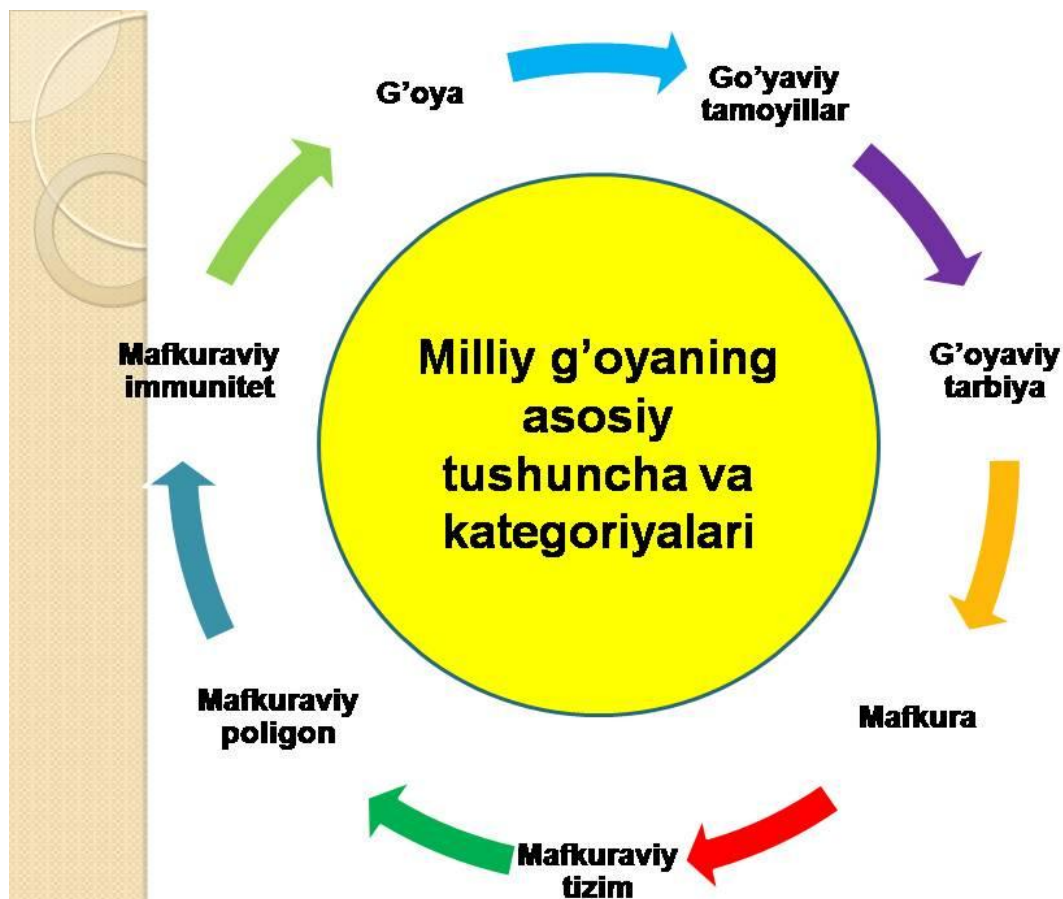 G'oya
Go'yaviy
tamoyillar
G'oyaviy
tarbiya
Mafkura
Mafkuraviy
tizim
Mafkuraviy
poligon
Mafkuraviy
immunitet
Milliy g'oyaning
asosiy
tushuncha va
kategoriyalari